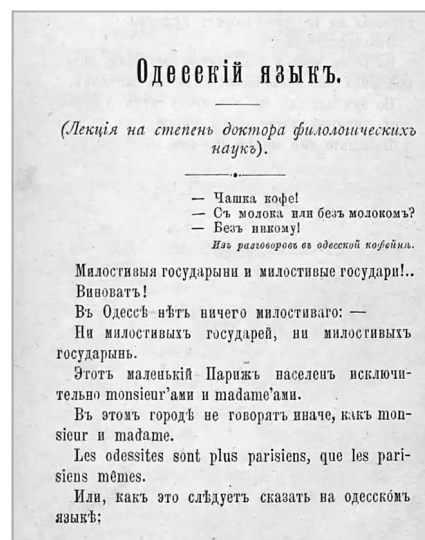 Одесскій языкъ.
(Лекція на степень доктора филологическихъ
наукъ).
— Чашка кофе!
— Съ молока или безъ молокомъ?
— Безъ никому!
Изъ разговоровъ въ одесской кофейнѣ.
Милостивыя государыни и милостивые государи!..
Виноватъ!
Въ Одессѣ нѣтъ ничего милостиваго: —
Ни милостивыхъ государей, ни милостивыхъ
государынь.
Этотъ маленькій Парижъ населенъ исключи-
тельно monsieur'ами и madame'ами.
Въ этомъ городѣ не говорятъ иначе, какъ mon-
sieur и madame.
Les odessites sont plus parisiens, que les pari-
siens mêmes.
Или, какъ это слѣдуетъ сказать на одесскомъ
языкѣ: